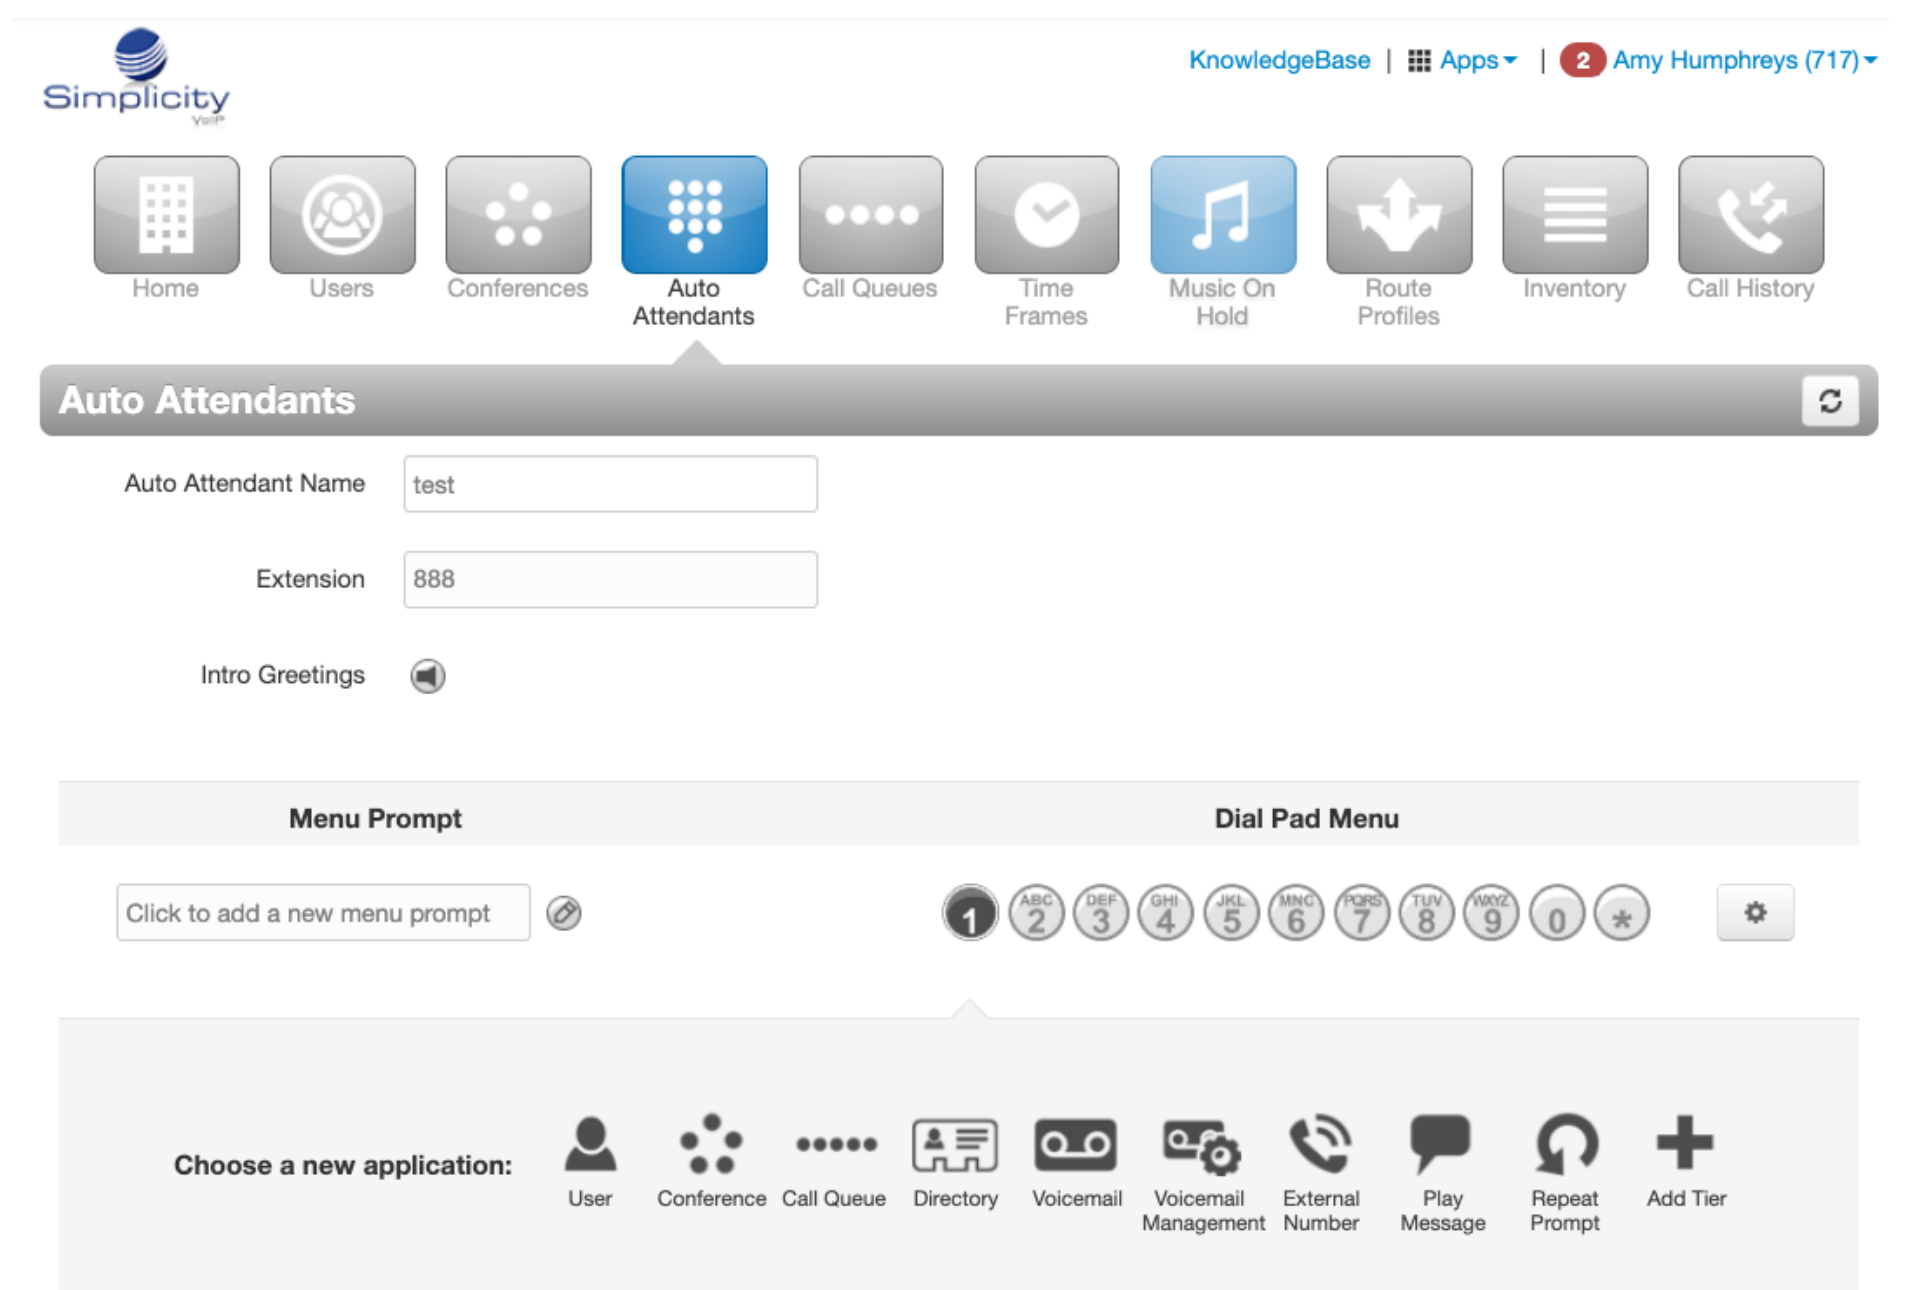 Simplicity
VoIP
KnowledgeBase | Apps | 2 Amy Humphreys (717)
Home
Users
Conferences
Auto
Attendants
Call Queues
Time
Frames
Music On
Hold
Route
Profiles
Inventory
Call History
Auto Attendants
Auto Attendant Name
test
Extension
888
Intro Greetings
Menu Prompt
Dial Pad Menu
Click to add a new menu prompt
1
ABC
2
DEF
3
GHI
4
JKL
5
MNO
6
PQRS
7
TUV
8
WXYZ
9
0
*
Choose a new application:
User
Conference
Call Queue
Directory
Voicemail
Voicemail
Management
External
Number
Play
Message
Repeat
Prompt
Add Tier